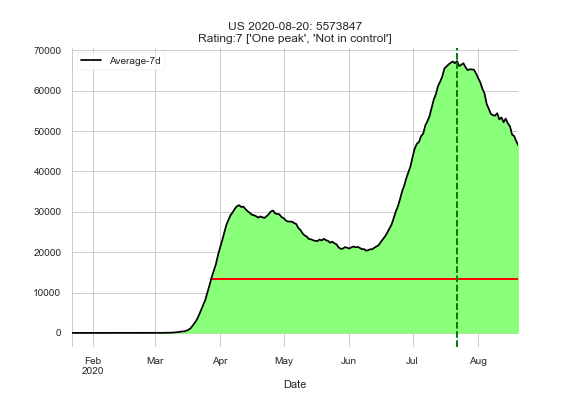 US 2020-08-20: 5573847
Rating:7 ['One peak', 'Not in control']
Average-7d
70000
60000
50000
40000
30000
20000
10000
0
Feb Mar Apr May Jun Jul Aug
2020
Date